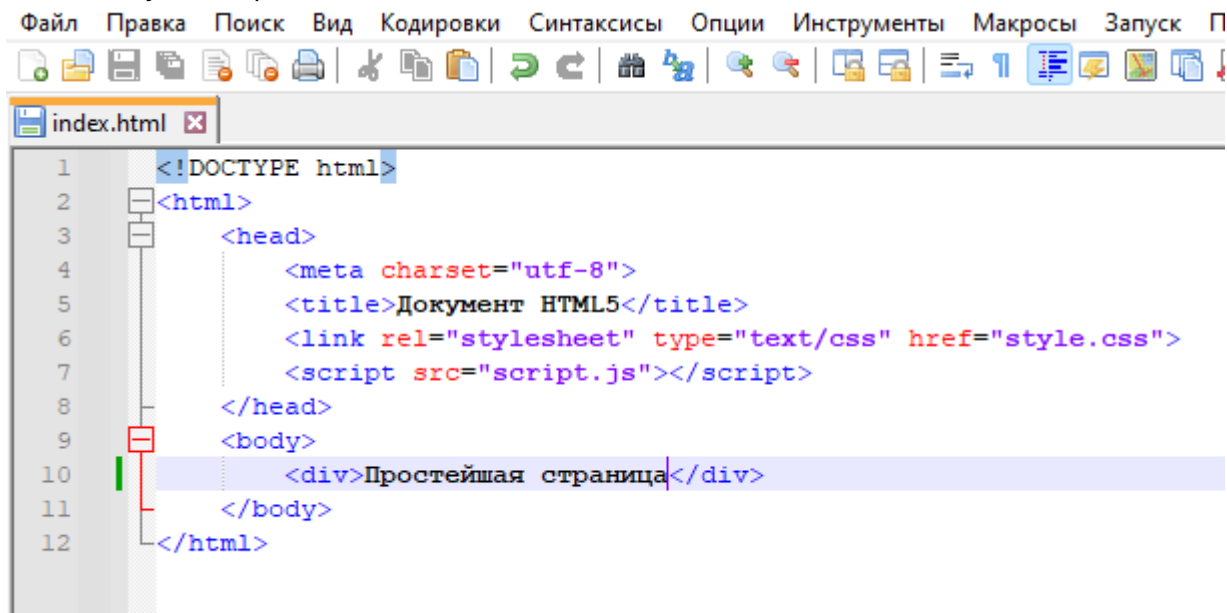 Файл Правка Поиск Вид Кодировки Синтаксисы Опции Инструменты Макросы Запуск
index.html
1 <!DOCTYPE html>
2 <html>
3 <head>
4 <meta charset="utf-8">
5 <title>Документ HTML5</title>
6 <link rel="stylesheet" type="text/css" href="style.css">
7 <script src="script.js"></script>
8 </head>
9 <body>
10 <div>Простейшая страница</div>
11 </body>
12 </html>